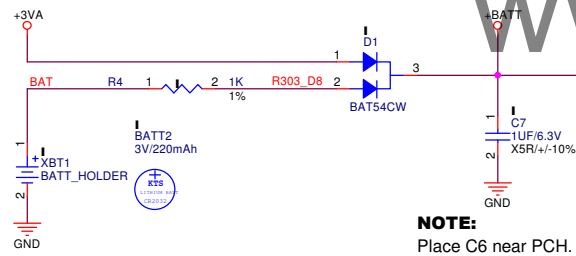 +3VA
+BATT
D1
1
3
BAT
R4
1
2
1K
1%
R303_D8
2
BAT54CW
1
C7
1UF/6.3V
X5R/+/-10%
2
GND
BATT2
3V/220mAh
KTS
LITHIUM BATT
CR2032
1
+
XBT1
BATT_HOLDER
2
GND
NOTE:
Place C6 near PCH.